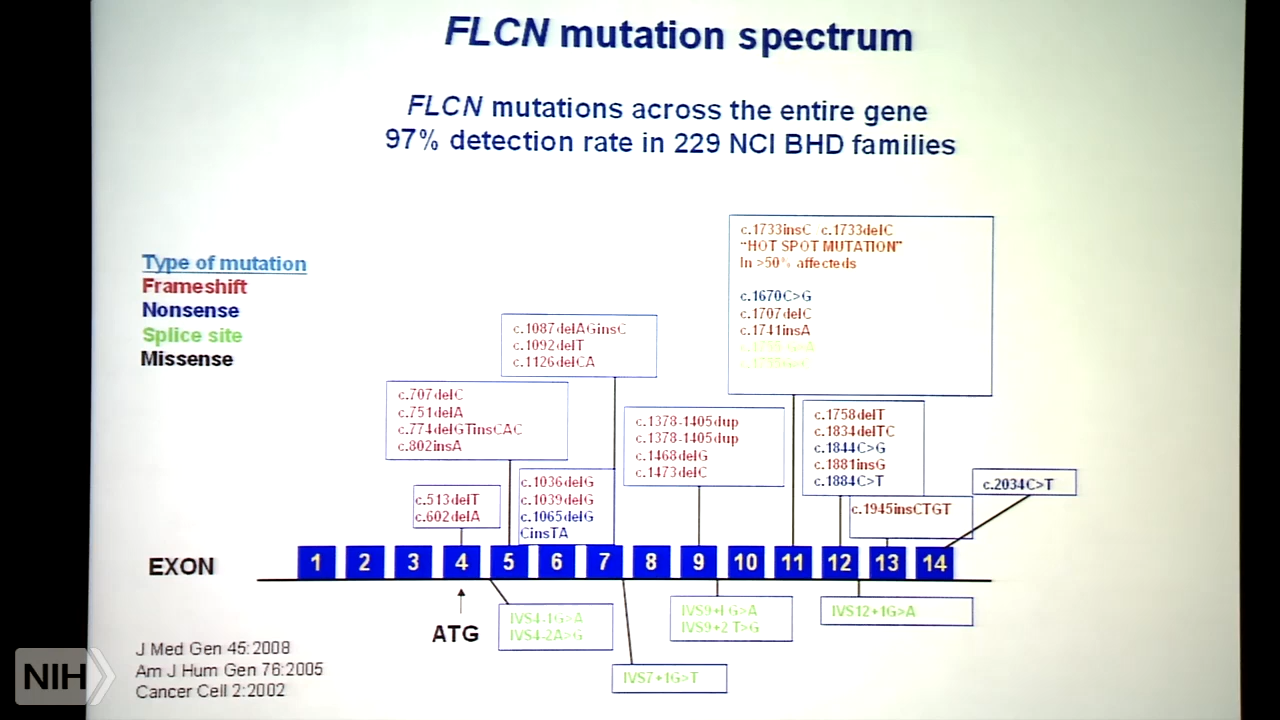 FLCN mutation spectrum
FLCN mutations across the entire gene
97% detection rate in 229 NCI BHD families
Type of mutation
Frameshift
Nonsense
Splice site
Missense
c.1733insC c.1733delC
"HOT SPOT MUTATION"
In >50% affecteds
c.1670C>G
c.1707delC
c.1741insA
c.1087delAGinsC
c.1092delT
c.1126delCA
c.707delC
c.751delA
c.774delGTinsCAC
c.802insA
c.1378-1405dup
c.1378-1405dup
c.1468delG
c.1473delC
c.1758delT
c.1834delTC
c.1844C>G
c.1881insG
c.1884C>T
c.513delT
c.602delA
c.1036delG
c.1039delG
c.1065delG
CinsTA
c.1945insCTGT
c.2034C>T
EXON 1 2 3 4 5 6 7 8 9 10 11 12 13 14
ATG
IVS4-1G>A
IVS4-2A>G
IVS7+1G>T
IVS9+1 G>A
IVS9+2 T>G
IVS12+1G>A
J Med Gen 45:2008
Am J Hum Gen 76:2005
Cancer Cell 2:2002
NIH